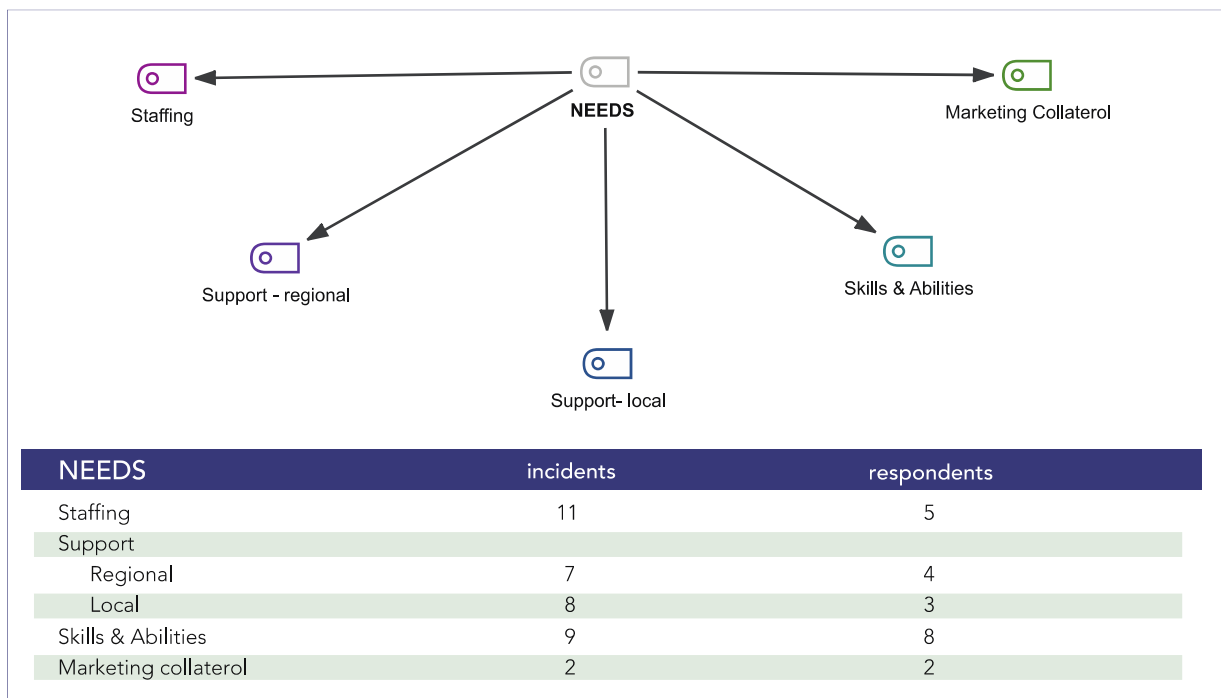 Staffing
NEEDS
Marketing Collaterol
Support - regional
Skills & Abilities
Support- local
NEEDS incidents respondents
Staffing 11 5
Support
Regional 7 4
Local 8 3
Skills & Abilities 9 8
Marketing collaterol 2 2